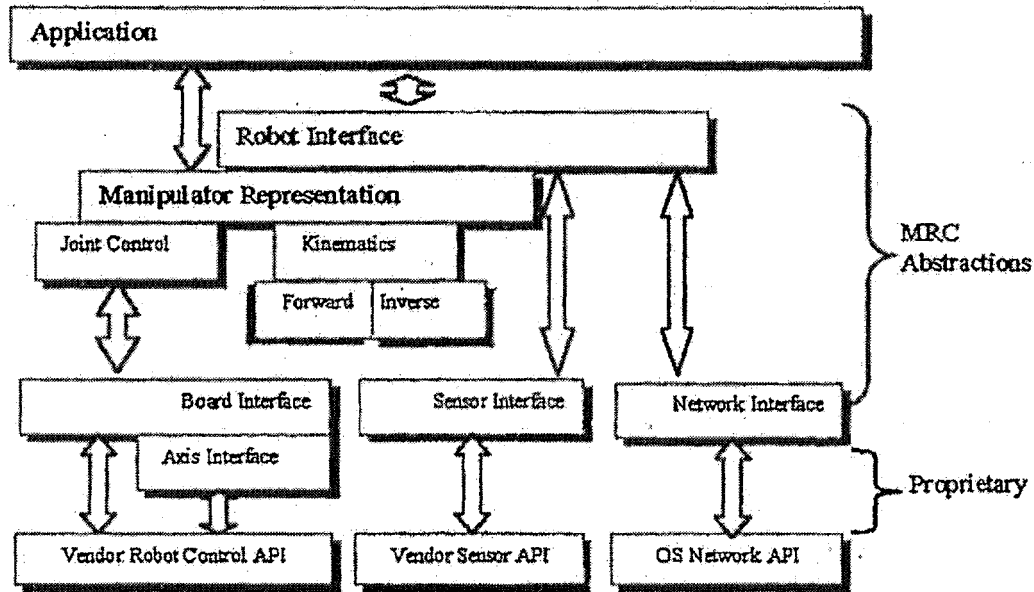 Application
Robot Interface
Manipulator Representation
Joint Control
Kinematics
Forward
Inverse
MRC
Abstractions
Board Interface
Sensor Interface
Network Interface
Axis Interface
Proprietary
Vendor Robot Control API
Vendor Sensor API
OS Network API